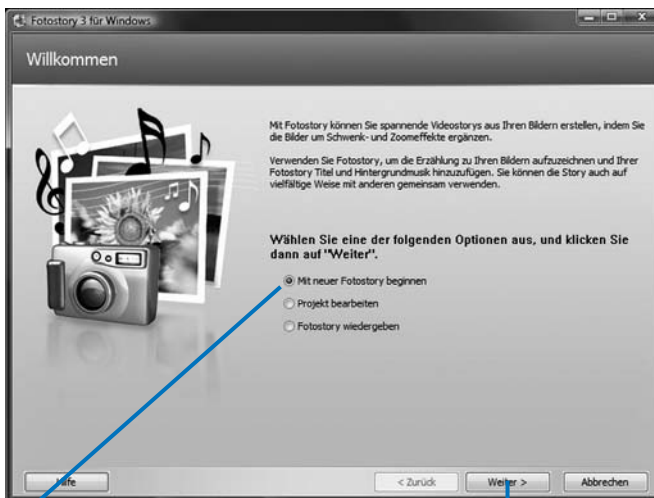 Fotostory 3 für Windows
Willkommen
Mit Fotostory können Sie spannende Videostorys aus Ihren Bildern erstellen, indem Sie
die Bilder um Schwenk- und Zoomeffekte ergänzen.
Verwenden Sie Fotostory, um die Erzählung zu Ihren Bildern aufzuzeichnen und Ihrer
Fotostory Titel und Hintergrundmusik hinzuzufügen. Sie können die Story auch auf
vielfältige Weise mit anderen gemeinsam verwenden.
Wählen Sie eine der folgenden Optionen aus, und klicken Sie
dann auf "Weiter".
Mit neuer Fotostory beginnen
Projekt bearbeiten
Fotostory wiedergeben
Hilfe < Zurück Weiter > Abbrechen